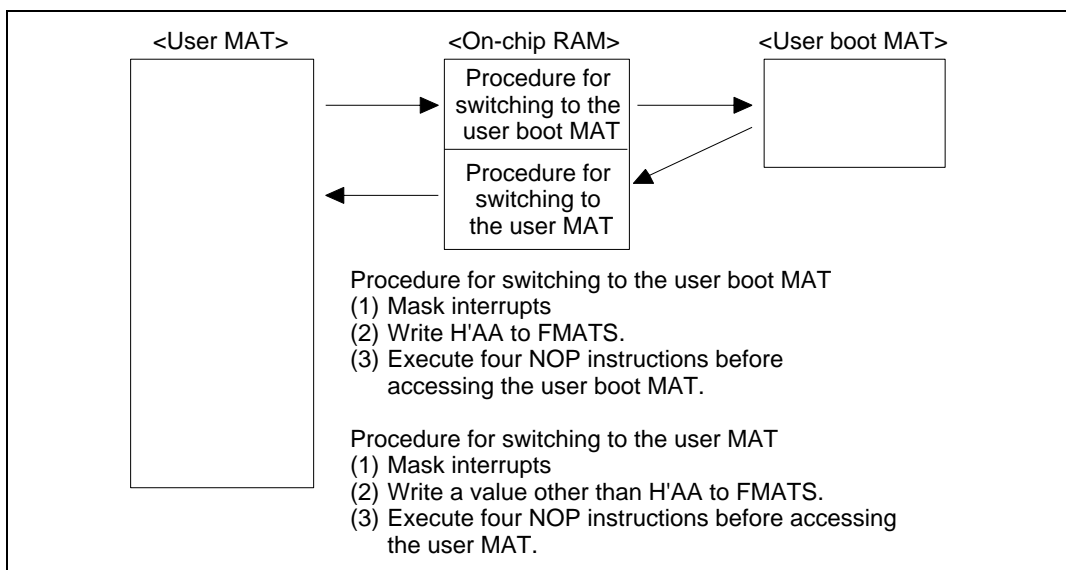 <User MAT>
<On-chip RAM>
<User boot MAT>
Procedure for
switching to the
user boot MAT
Procedure for
switching to
the user MAT
Procedure for switching to the user boot MAT
(1) Mask interrupts
(2) Write H'AA to FMATS.
(3) Execute four NOP instructions before
accessing the user boot MAT.
Procedure for switching to the user MAT
(1) Mask interrupts
(2) Write a value other than H'AA to FMATS.
(3) Execute four NOP instructions before accessing
the user MAT.